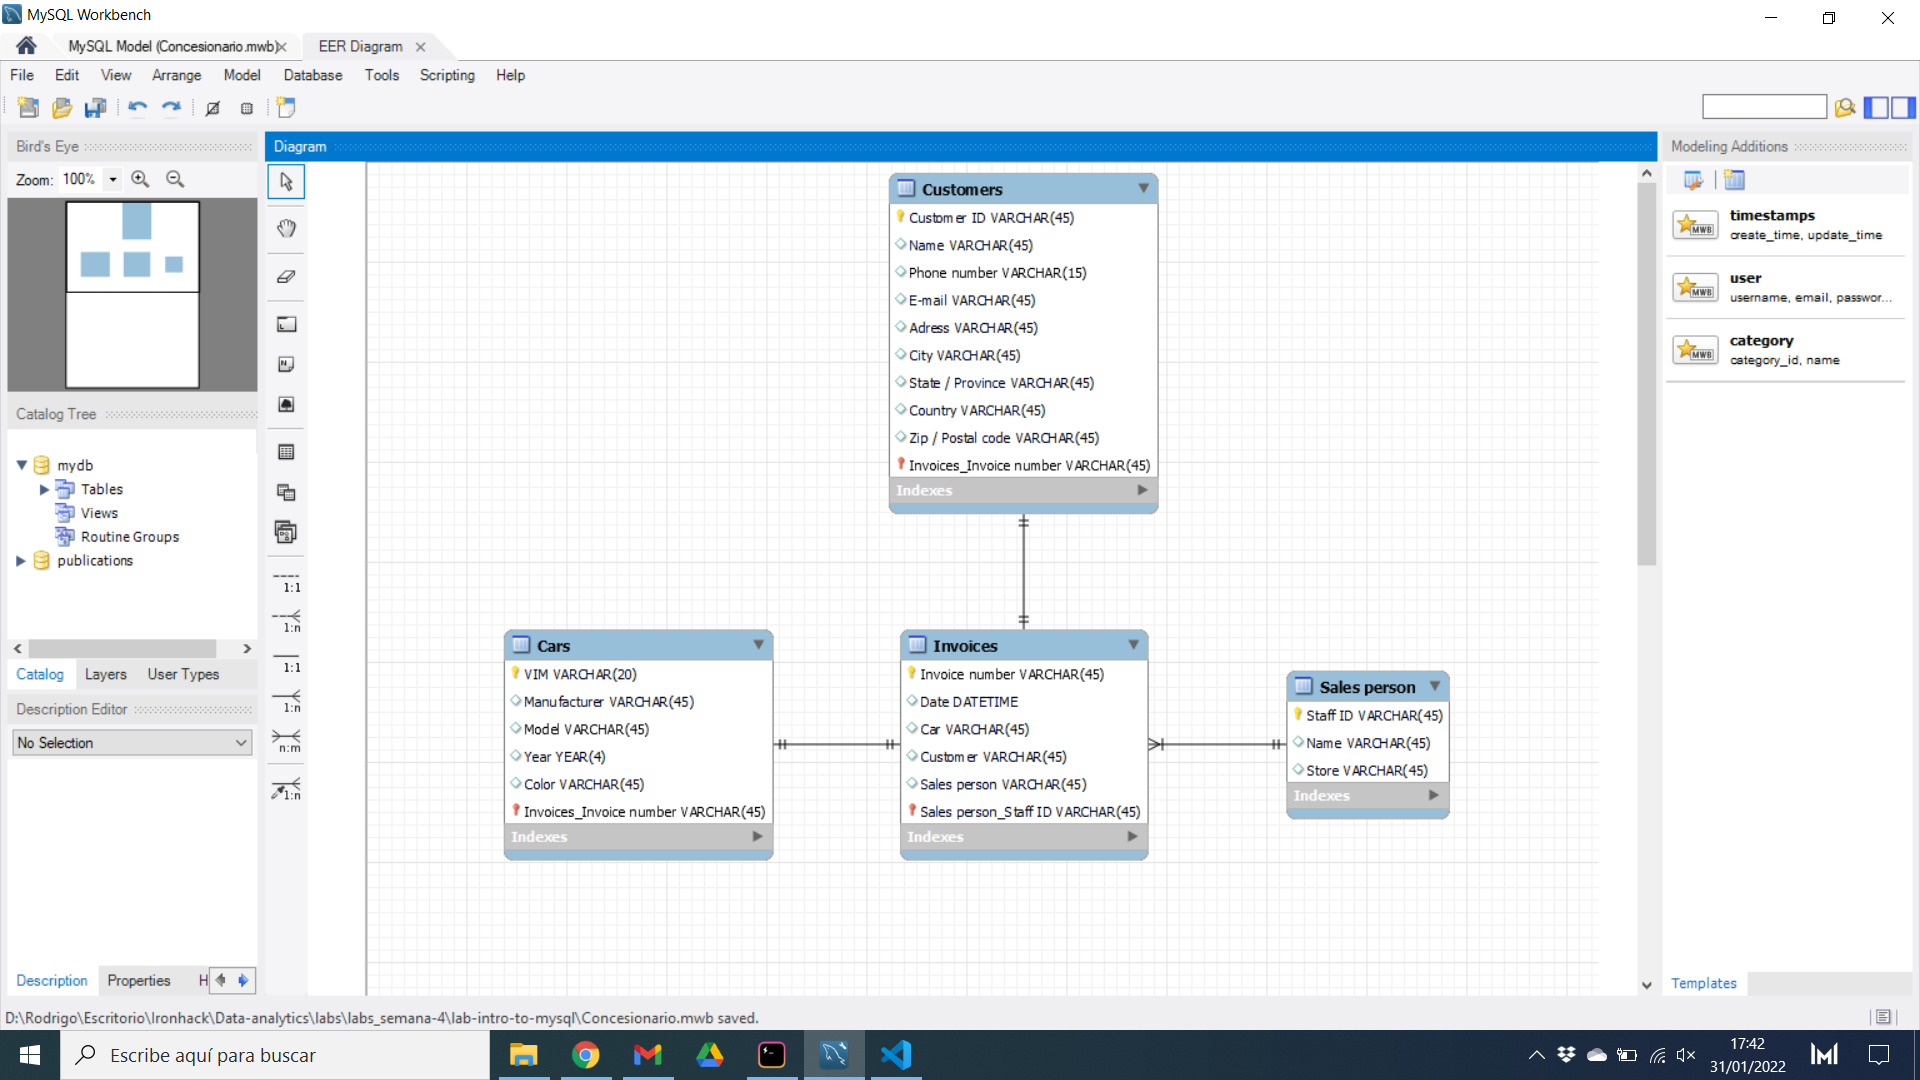 MySQL Workbench
MySQL Model (Concesionario.mwb)
EER Diagram
File Edit View Arrange Model Database Tools Scripting Help
Bird's Eye
Zoom: 100%
Catalog Tree
mydb
Tables
Views
Routine Groups
publications
Catalog Layers User Types
Description Editor
No Selection
Description Properties H
Diagram
1:1
1:n
1:1
1:n
n:m
1:n
Customers
Customer ID VARCHAR(45)
Name VARCHAR(45)
Phone number VARCHAR(15)
E-mail VARCHAR(45)
Adress VARCHAR(45)
City VARCHAR(45)
State / Province VARCHAR(45)
Country VARCHAR(45)
Zip / Postal code VARCHAR(45)
Invoices_Invoice number VARCHAR(45)
Indexes
Cars
VIM VARCHAR(20)
Manufacturer VARCHAR(45)
Model VARCHAR(45)
Year YEAR(4)
Color VARCHAR(45)
Invoices_Invoice number VARCHAR(45)
Indexes
Invoices
Invoice number VARCHAR(45)
Date DATETIME
Car VARCHAR(45)
Customer VARCHAR(45)
Sales person VARCHAR(45)
Sales person_Staff ID VARCHAR(45)
Indexes
Sales person
Staff ID VARCHAR(45)
Name VARCHAR(45)
Store VARCHAR(45)
Indexes
Modeling Additions
MWB
timestamps
create_time, update_time
MWB
user
username, email, passwor...
MWB
category
category_id, name
Templates
D:\Rodrigo\Escritorio\Ironhack\Data-analytics\labs\labs_semana-4\lab-intro-to-mysql\Concesionario.mwb saved.
Escribe aquí para buscar
17:42
31/01/2022